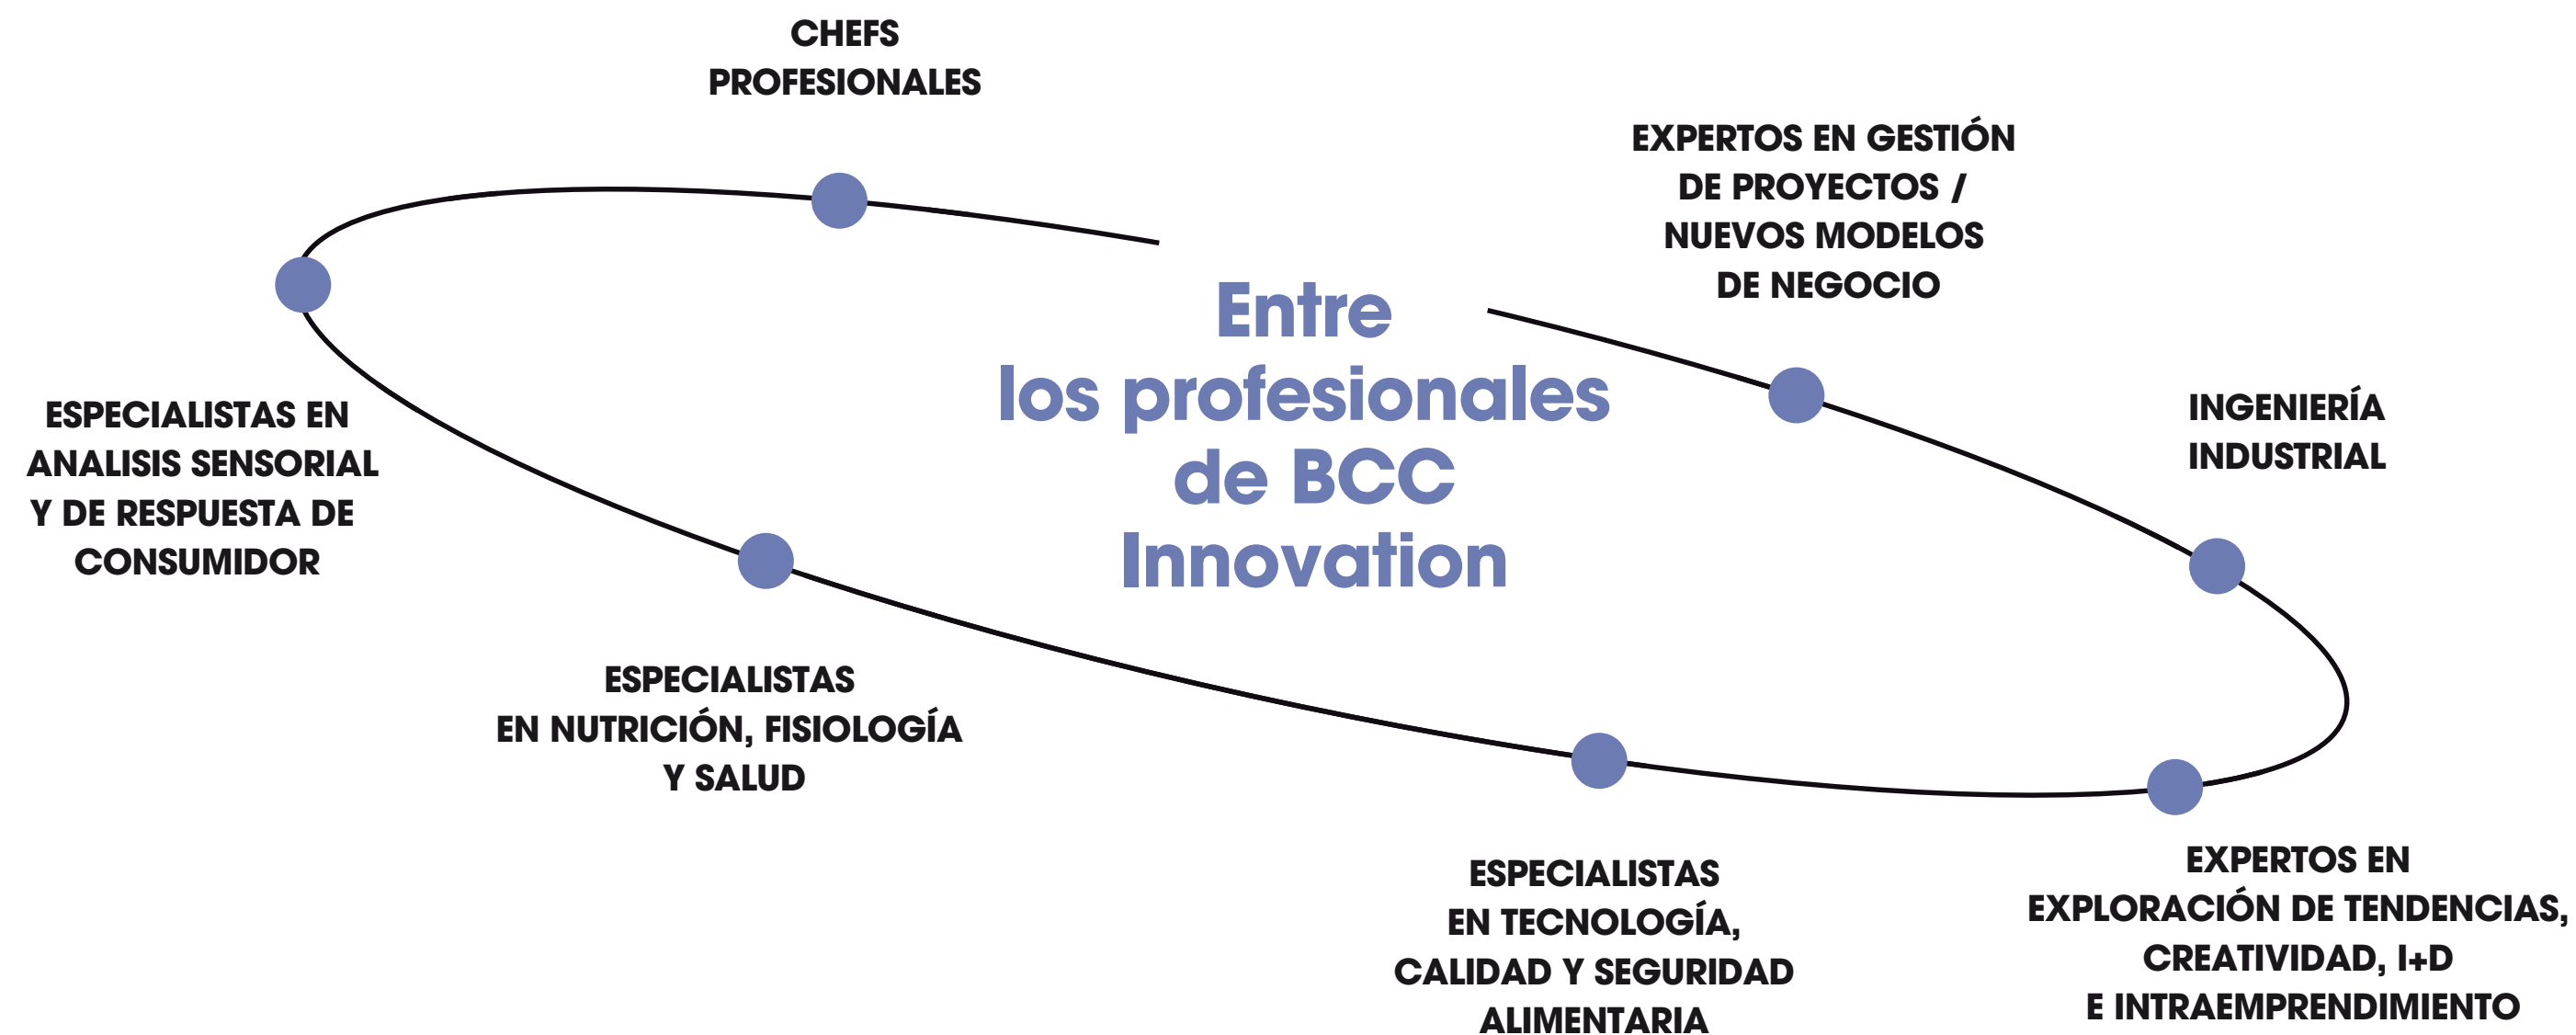 CHEFS
PROFESIONALES
EXPERTOS EN GESTIÓN
DE PROYECTOS /
NUEVOS MODELOS
DE NEGOCIO
Entre
los profesionales
de BCC
Innovation
INGENIERÍA
INDUSTRIAL
ESPECIALISTAS EN
ANALISIS SENSORIAL
Y DE RESPUESTA DE
CONSUMIDOR
ESPECIALISTAS
EN NUTRICIÓN, FISIOLOGÍA
Y SALUD
ESPECIALISTAS
EN TECNOLOGÍA,
CALIDAD Y SEGURIDAD
ALIMENTARIA
EXPERTOS EN
EXPLORACIÓN DE TENDENCIAS,
CREATIVIDAD, I+D
E INTRAEMPRENDIMIENTO